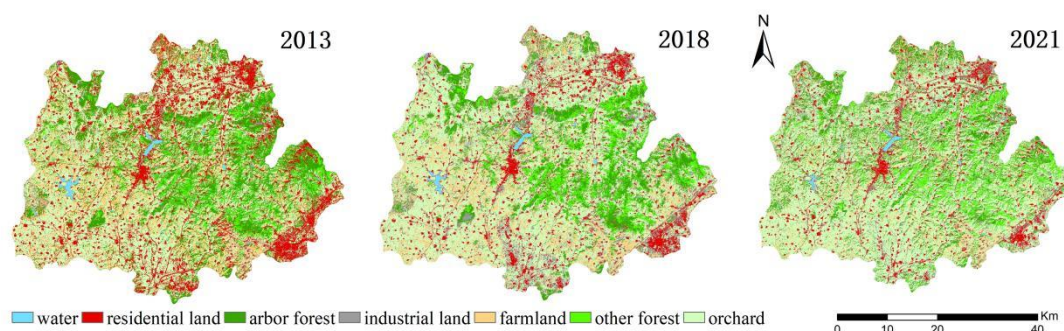 2013
2018
N
2021
water residential land arbor forest industrial land farmland other forest orchard
Km
0 10 20 40